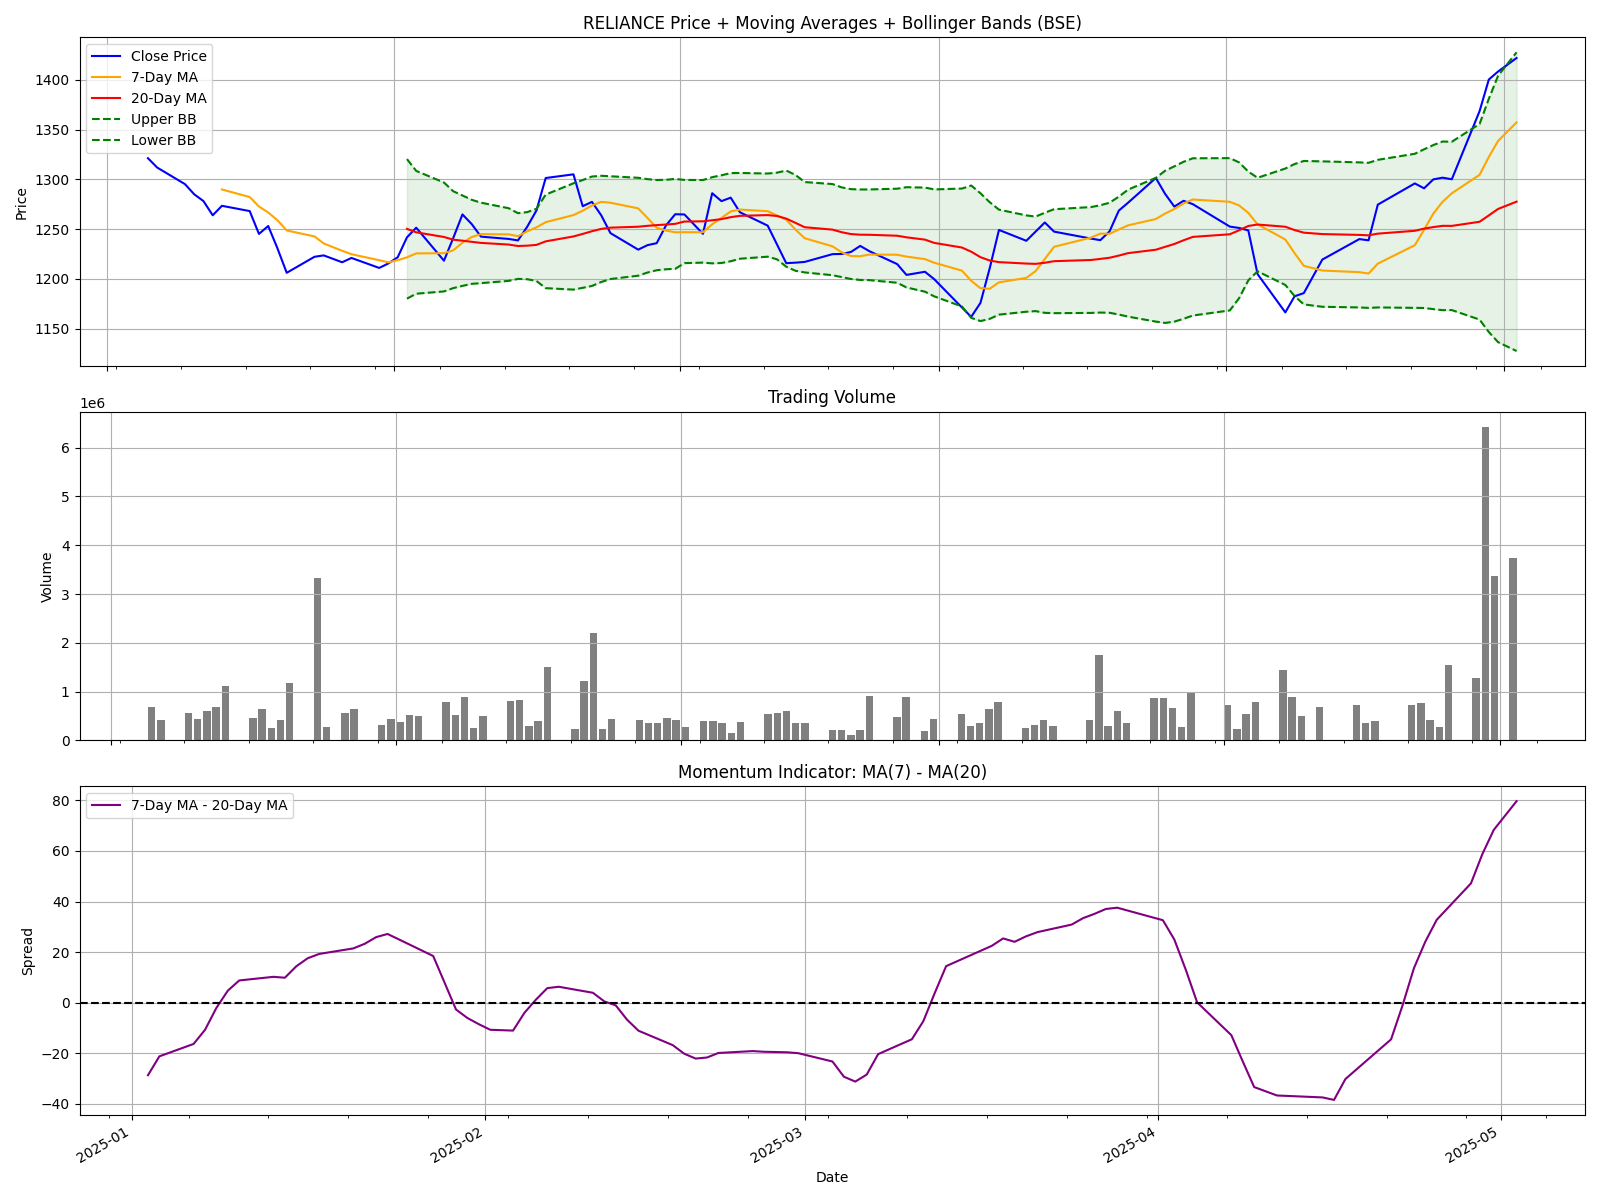 RELIANCE Price + Moving Averages + Bollinger Bands (BSE)
Close Price
7-Day MA
20-Day MA
Upper BB
Lower BB
Price
1400
1350
1300
1250
1200
1150
Trading Volume
1e6
Volume
6
5
4
3
2
1
0
Momentum Indicator: MA(7) - MA(20)
7-Day MA - 20-Day MA
Spread
80
60
40
20
0
−20
−40
2025-01
2025-02
2025-03
2025-04
2025-05
Date